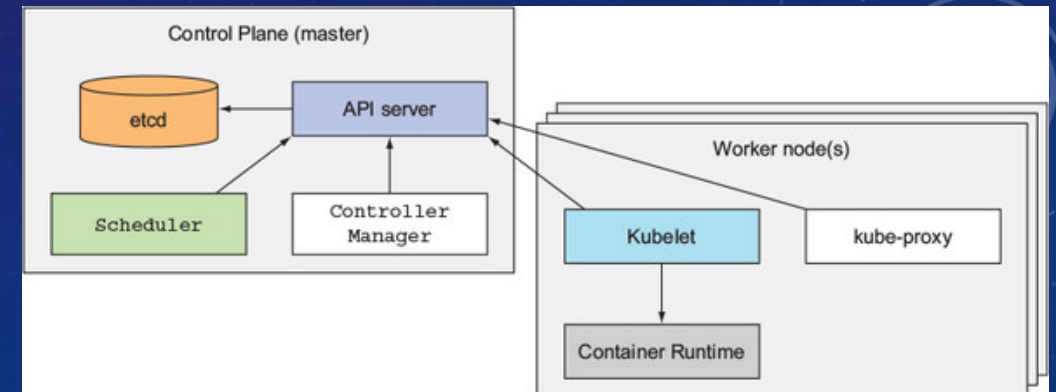 Control Plane (master)
etcd
API server
Scheduler
Controller
Manager
Worker node(s)
Kubelet
kube-proxy
Container Runtime